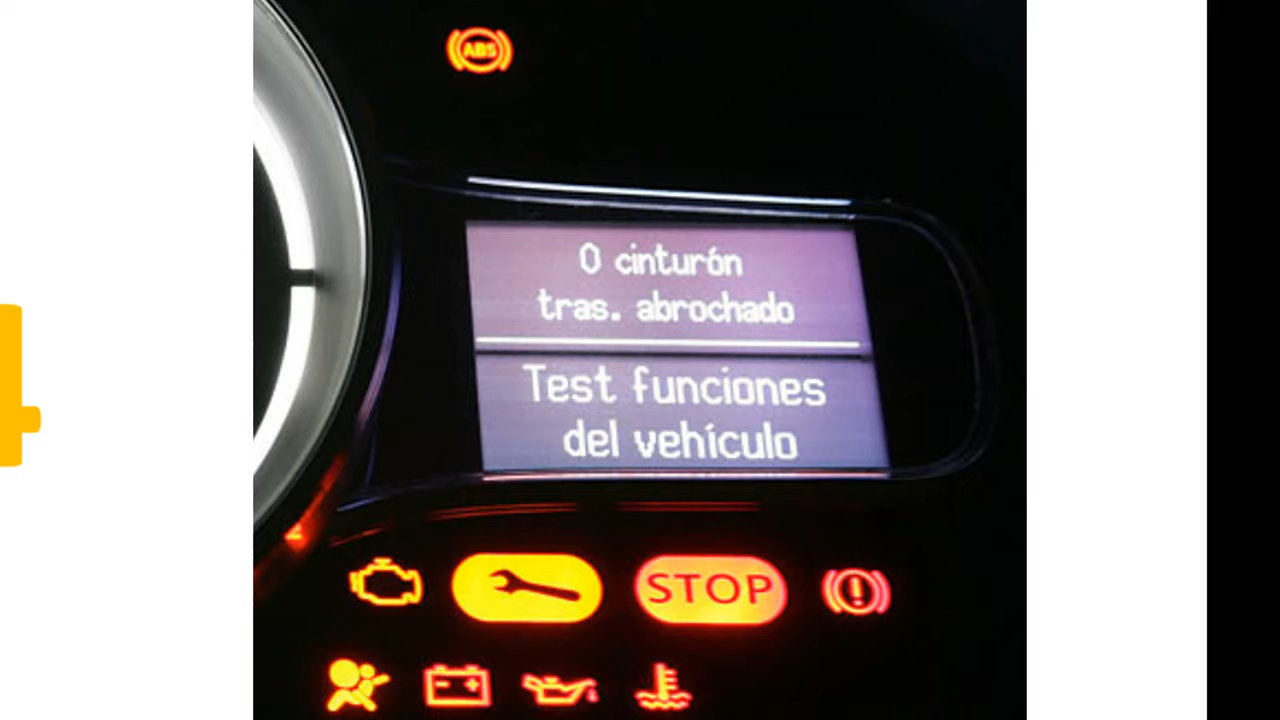 ABS
0 cinturón
tras. abrochado
Test funciones
del vehículo
STOP